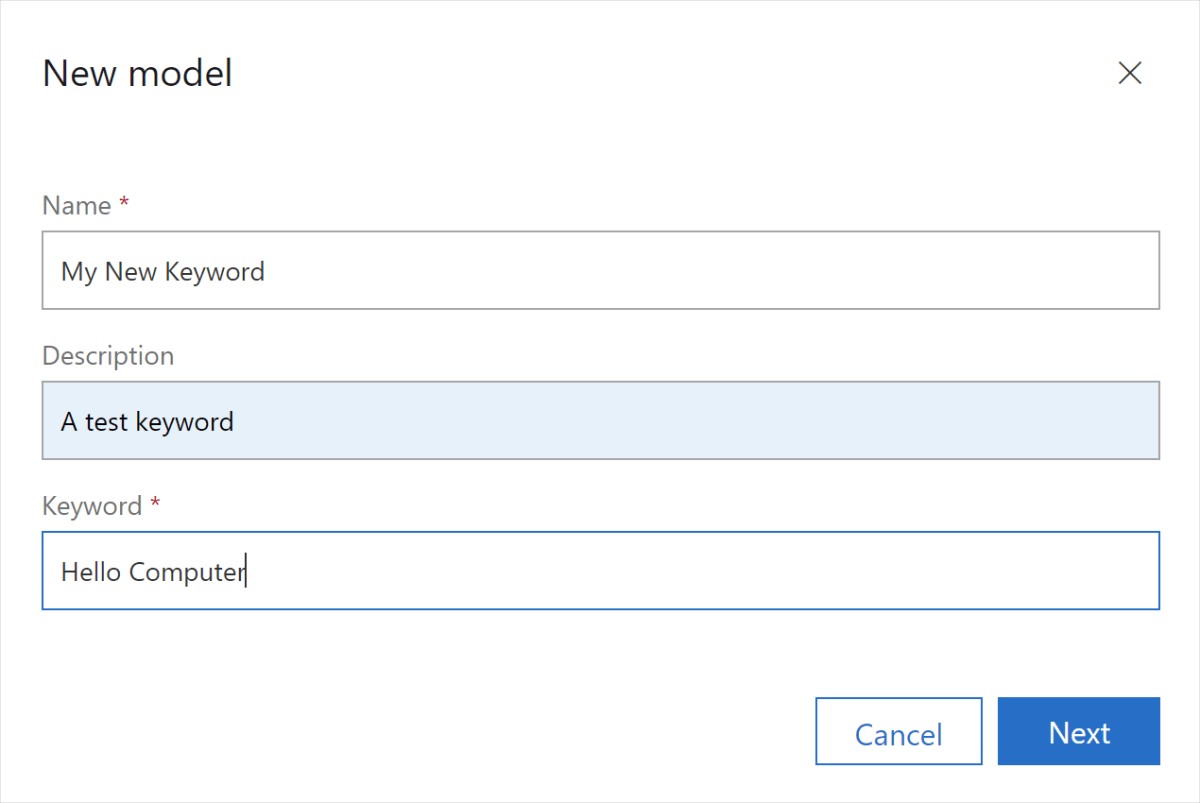 New model
Name *
My New Keyword
Description
A test keyword
Keyword *
Hello Computer
Cancel
Next